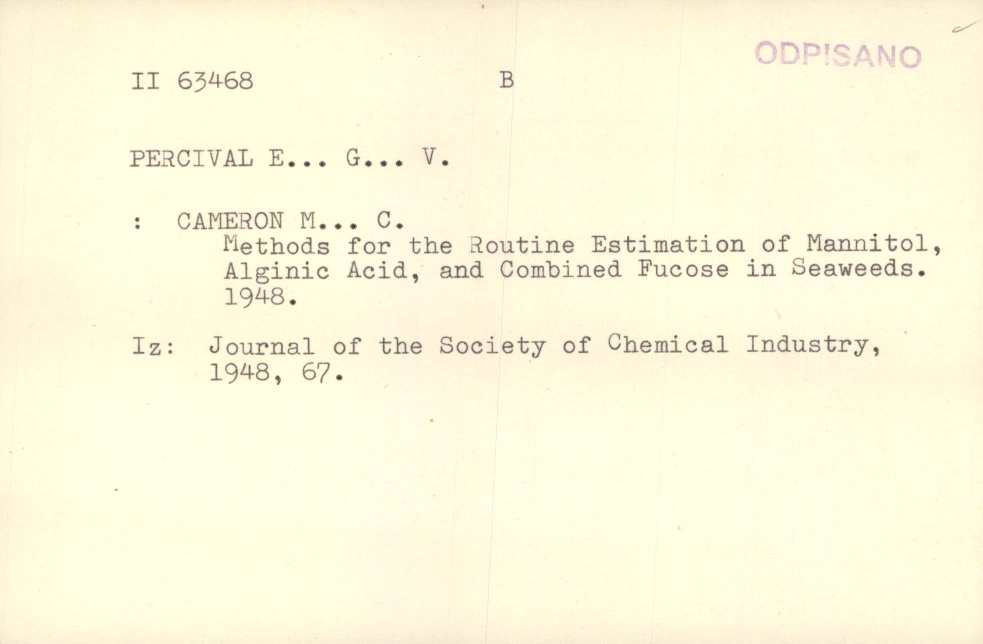 ODPISANO
II 63468 B
PERCIVAL E... G... V.
: CAMERON M... C.
Methods for the Routine Estimation of Mannitol,
Alginic Acid, and Combined Fucose in Seaweeds.
1948.
Iz: Journal of the Society of Chemical Industry,
1948, 67.